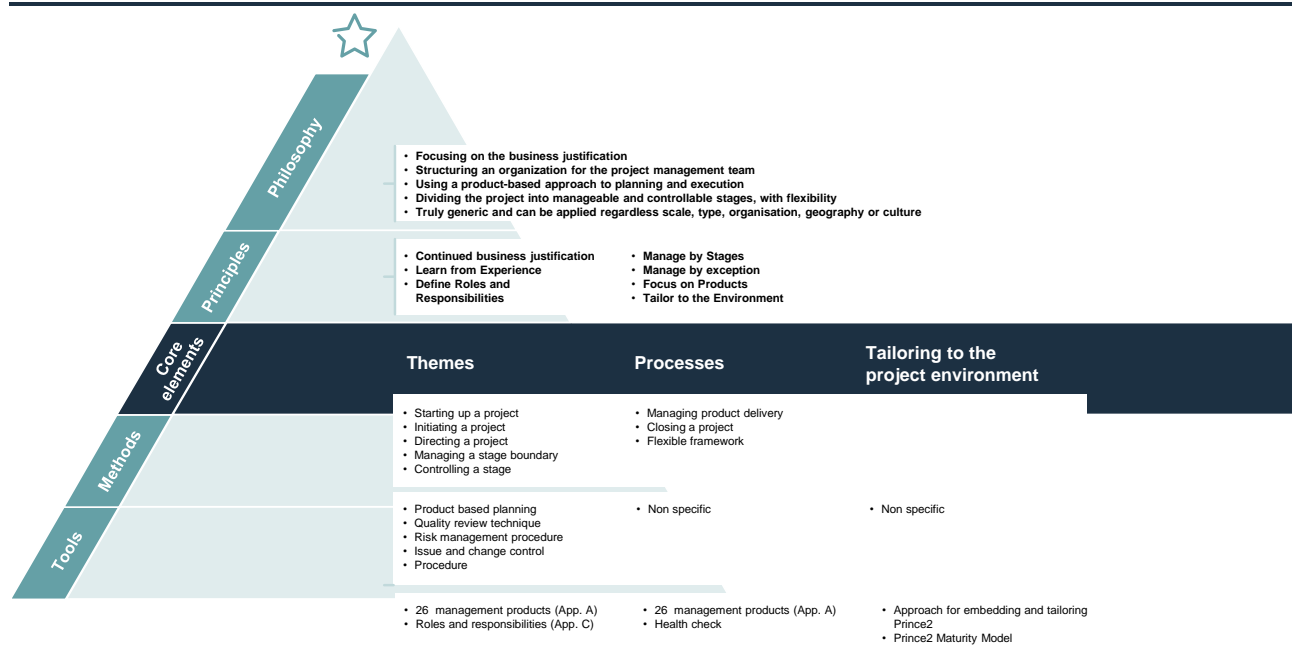 Philosophy
• Focusing on the business justification
• Structuring an organization for the project management team
• Using a product-based approach to planning and execution
• Dividing the project into manageable and controllable stages, with flexibility
• Truly generic and can be applied regardless scale, type, organisation, geography or culture
Principles
• Continued business justification
• Learn from Experience
• Define Roles and
Responsibilities
• Manage by Stages
• Manage by exception
• Focus on Products
• Tailor to the Environment
Core
elements
Themes
Processes
Tailoring to the
project environment
Methods
• Starting up a project
• Initiating a project
• Directing a project
• Managing a stage boundary
• Controlling a stage
• Managing product delivery
• Closing a project
• Flexible framework
Tools
• Product based planning
• Quality review technique
• Risk management procedure
• Issue and change control
• Procedure
• Non specific
• Non specific
• 26 management products (App. A)
• Roles and responsibilities (App. C)
• 26 management products (App. A)
• Health check
• Approach for embedding and tailoring
Prince2
• Prince2 Maturity Model